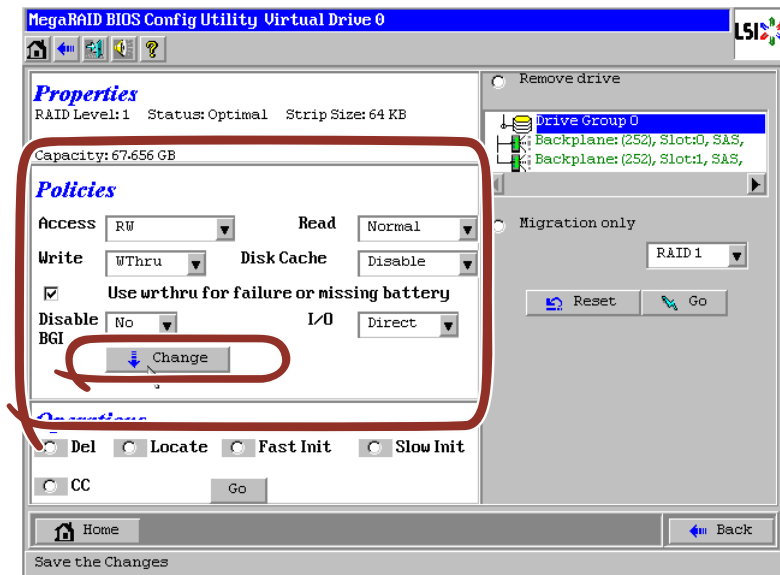 MegaRAID BIOS Config Utility Virtual Drive 0
LSI
Properties
RAID Level: 1 Status: Optimal Strip Size: 64 KB
Capacity: 67.656 GB
Policies
Access RW Read Normal
Write WThru Disk Cache Disable
Use wrthru for failure or missing battery
Disable BGI No I/O Direct
Change
Operations
Del Locate Fast Init Slow Init
CC Go
Remove drive
Drive Group 0
Backplane: (252), Slot:0, SAS,
Backplane: (252), Slot:1, SAS,
Migration only
RAID 1
Reset Go
Home Back
Save the Changes